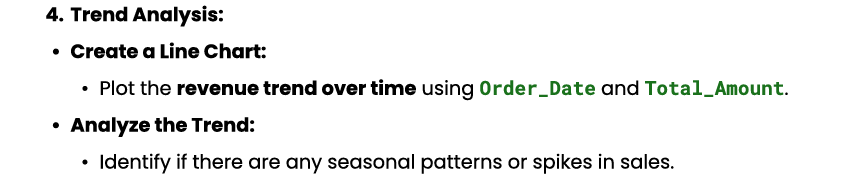 4. Trend Analysis:
• Create a Line Chart:
• Plot the revenue trend over time using Order_Date and Total_Amount.
• Analyze the Trend:
• Identify if there are any seasonal patterns or spikes in sales.